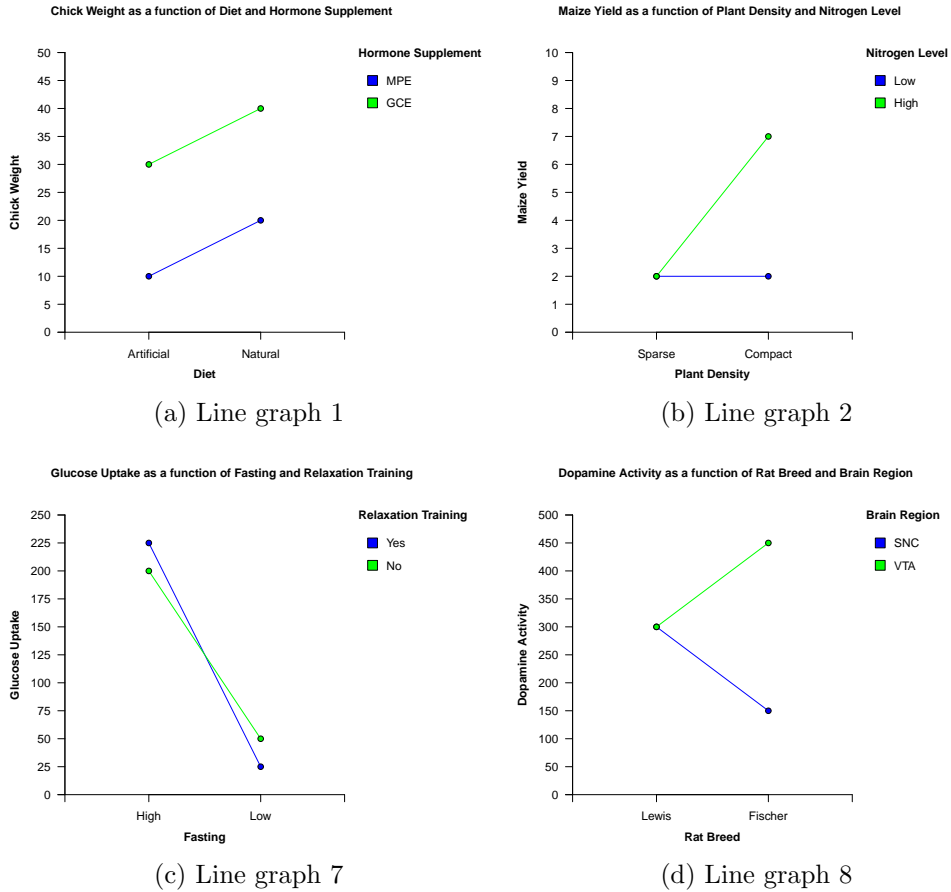 Chick Weight as a function of Diet and Hormone Supplement
50
45
40
35
30
25
20
15
10
5
0
Chick Weight
Artificial Natural
Diet
Hormone Supplement
MPE
GCE
(a) Line graph 1
Maize Yield as a function of Plant Density and Nitrogen Level
10
9
8
7
6
5
4
3
2
1
0
Maize Yield
Sparse Compact
Plant Density
Nitrogen Level
Low
High
(b) Line graph 2
Glucose Uptake as a function of Fasting and Relaxation Training
250
225
200
175
150
125
100
75
50
25
0
Glucose Uptake
High Low
Fasting
Relaxation Training
Yes
No
(c) Line graph 7
Dopamine Activity as a function of Rat Breed and Brain Region
500
450
400
350
300
250
200
150
100
50
0
Dopamine Activity
Lewis Fischer
Rat Breed
Brain Region
SNC
VTA
(d) Line graph 8